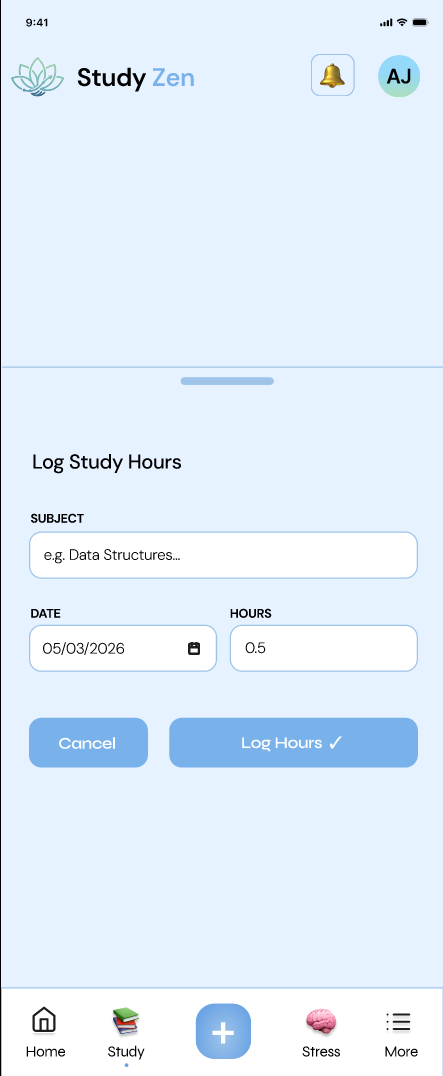 9:41
Study Zen
AJ
Log Study Hours
SUBJECT
e.g. Data Structures...
DATE
HOURS
05/03/2026
0.5
Cancel
Log Hours ✓
Home
Study
+
Stress
More